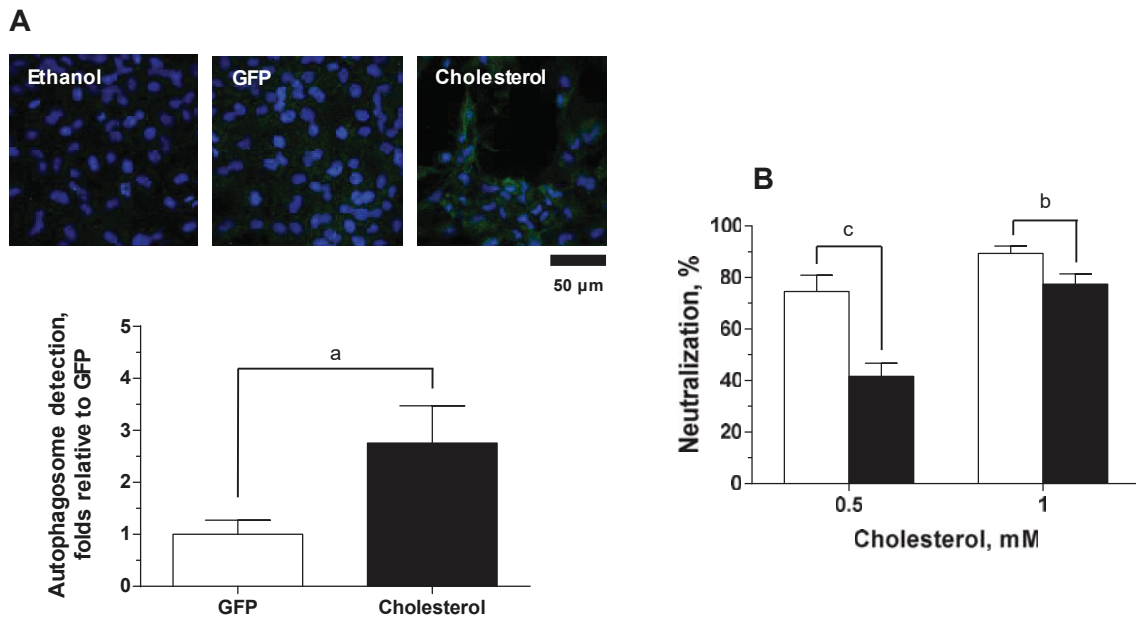 A
Ethanol
GFP
Cholesterol
50 µm
Autophagosome detection,
folds relative to GFP
5
4
3
2
1
0
a
GFP
Cholesterol
B
Neutralization, %
100
80
60
40
20
0
c
b
0.5
1
Cholesterol, mM